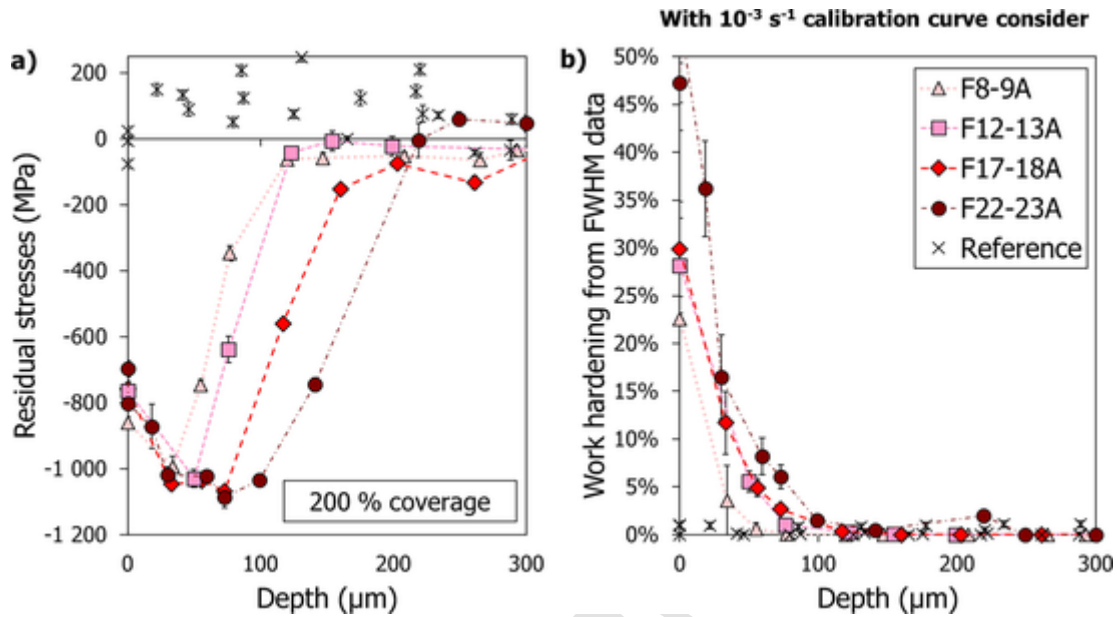 With 10⁻³ s⁻¹ calibration curve consider
a)
200
0
-200
-400
-600
-800
-1 000
-1 200
Residual stresses (MPa)
200 % coverage
0
100
200
300
Depth (µm)
b)
50%
45%
40%
35%
30%
25%
20%
15%
10%
5%
0%
Work hardening from FWHM data
F8-9A
F12-13A
F17-18A
F22-23A
Reference
0
100
200
300
Depth (µm)